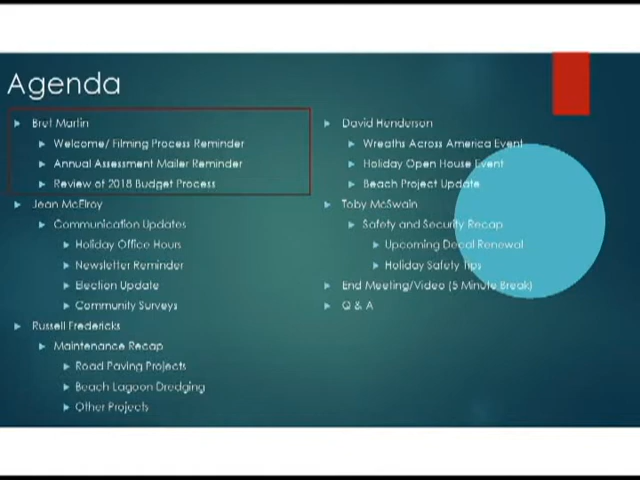 Agenda
Bret Martin
Welcome/ Filming Process Reminder
Annual Assessment Mailer Reminder
Review of 2018 Budget Process
Jean McElroy
Communication Updates
Holiday Office Hours
Newsletter Reminder
Election Update
Community Surveys
Russell Fredericks
Maintenance Recap
Road Paving Projects
Beach Lagoon Dredging
Other Projects
David Henderson
Wreaths Across America Event
Holiday Open House Event
Beach Project Update
Toby McSwain
Safety and Security Recap
Upcoming Decal Renewal
Holiday Safety Tips
End Meeting/Video (5 Minute Break)
Q & A